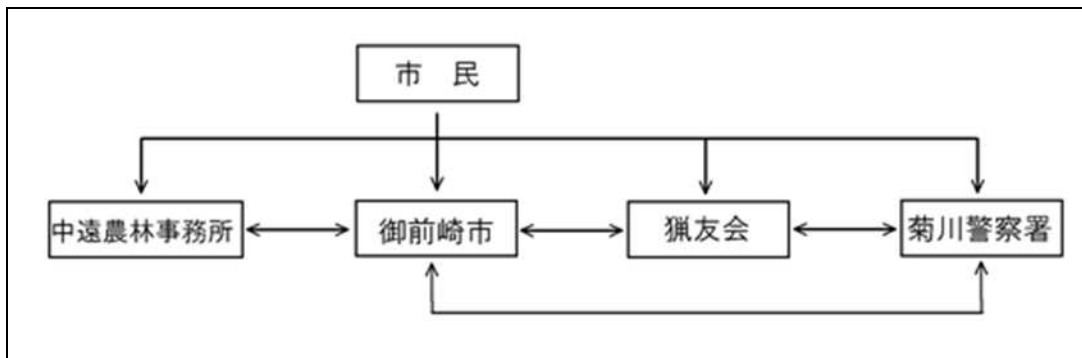 市　民
中遠農林事務所
御前崎市
猟友会
菊川警察署